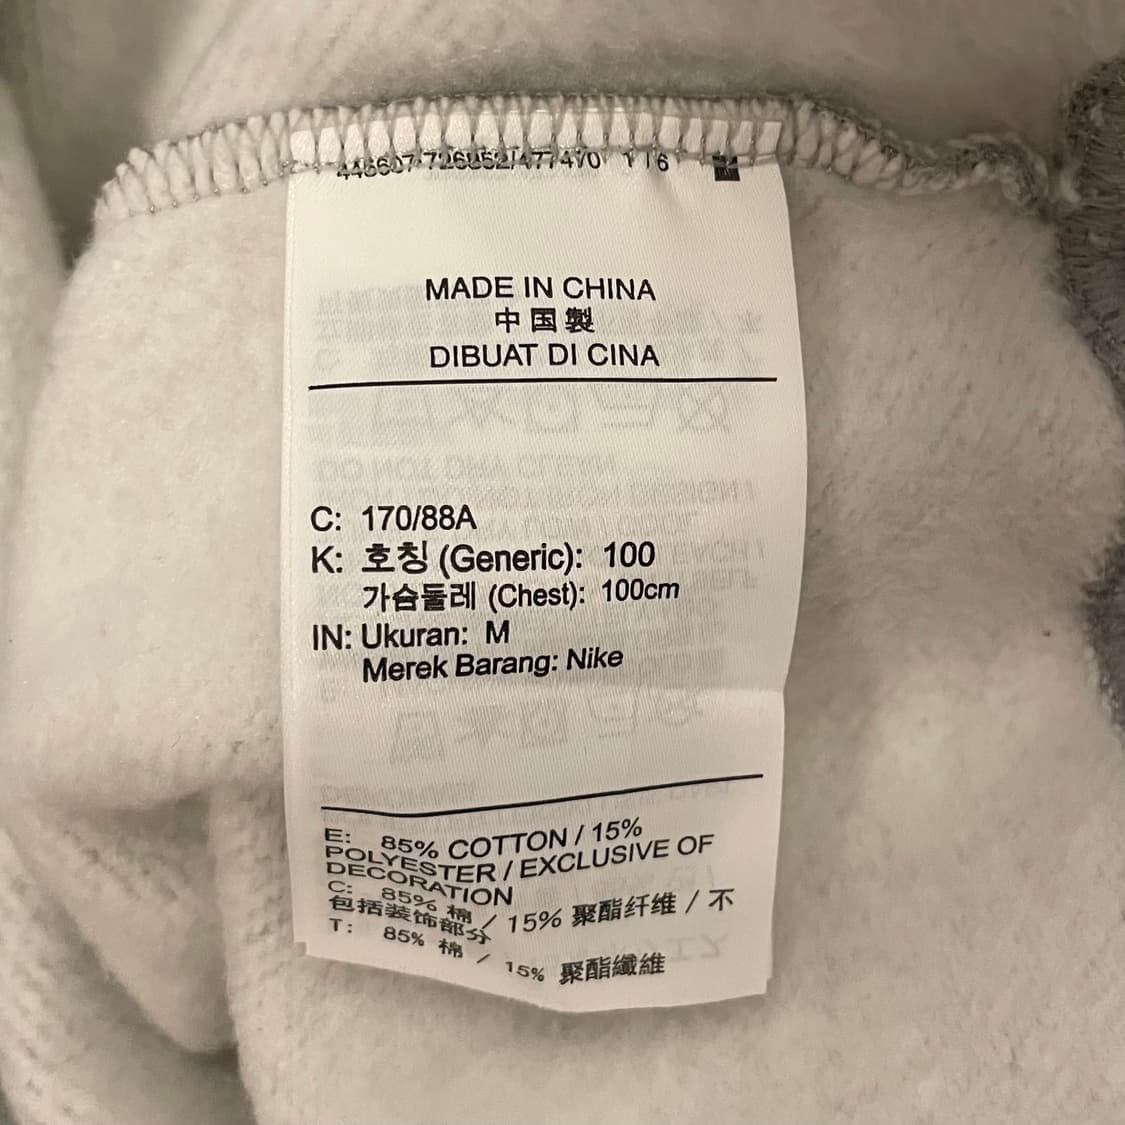 MADE IN CHINA
中国製
DIBUAT DI CINA
C: 170/88A
K: 호칭 (Generic): 100
가슴둘레 (Chest): 100cm
IN: Ukuran: M
Merek Barang: Nike
E: 85% COTTON / 15%
POLYESTER / EXCLUSIVE OF
DECORATION
C: 85% 棉 / 15% 聚酯纤维 / 不
包括装饰部分
T: 85% 棉 / 15% 聚酯纖維